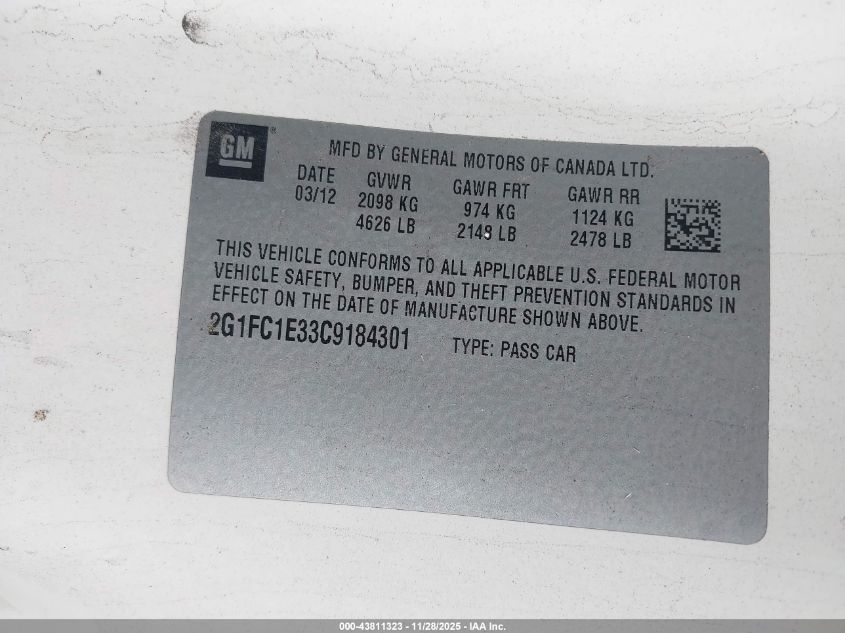 GM ®
MFD BY GENERAL MOTORS OF CANADA LTD.
DATE GVWR GAWR FRT GAWR RR
03/12 2098 KG 974 KG 1124 KG
4626 LB 2148 LB 2478 LB
THIS VEHICLE CONFORMS TO ALL APPLICABLE U.S. FEDERAL MOTOR
VEHICLE SAFETY, BUMPER, AND THEFT PREVENTION STANDARDS IN
EFFECT ON THE DATE OF MANUFACTURE SHOWN ABOVE.
2G1FC1E33C9184301 TYPE: PASS CAR
000-43811323 - 11/28/2025 - IAA Inc.